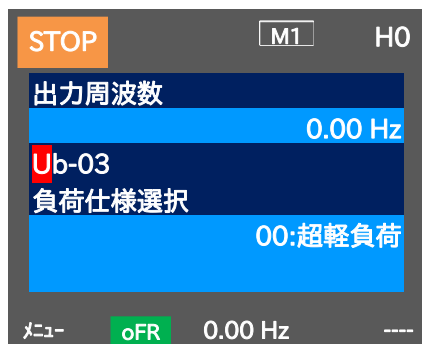 STOP M1 H0
出力周波数
0.00 Hz
Ub-03
負荷仕様選択
00:超軽負荷
ﾒﾆｭｰ oFR 0.00 Hz ----